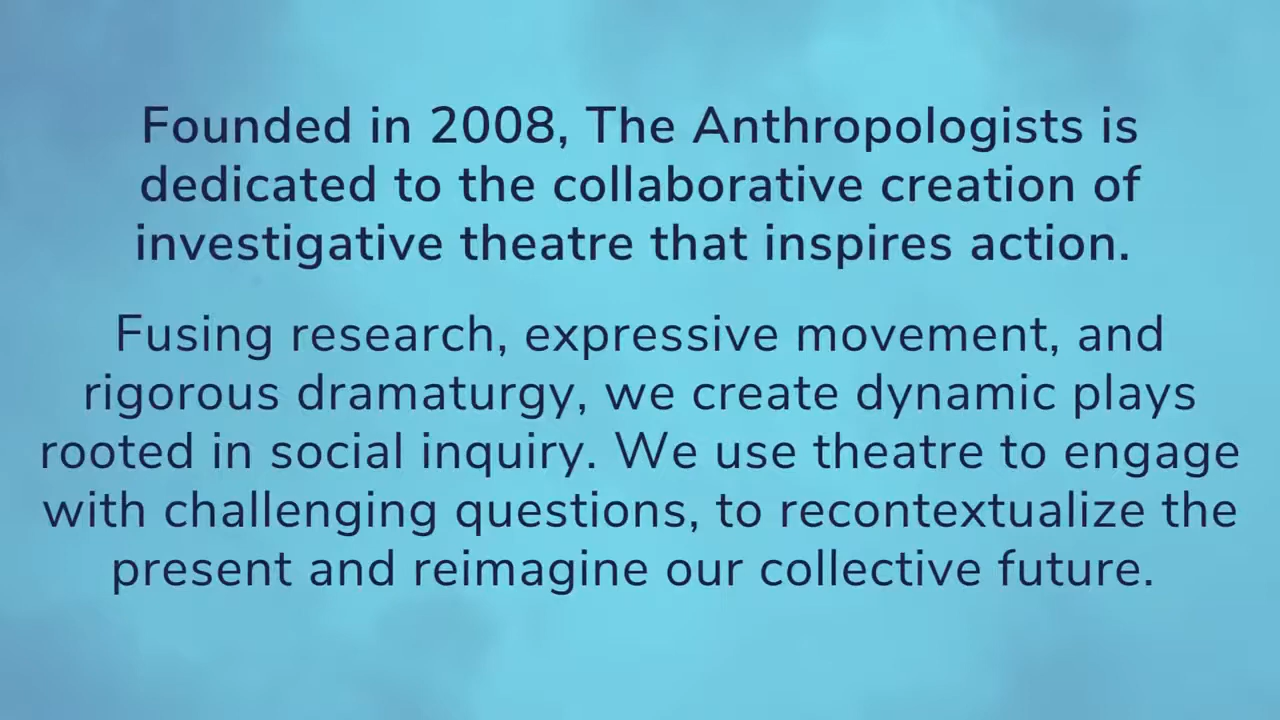 Founded in 2008, The Anthropologists is
dedicated to the collaborative creation of
investigative theatre that inspires action.
Fusing research, expressive movement, and
rigorous dramaturgy, we create dynamic plays
rooted in social inquiry. We use theatre to engage
with challenging questions, to recontextualize the
present and reimagine our collective future.